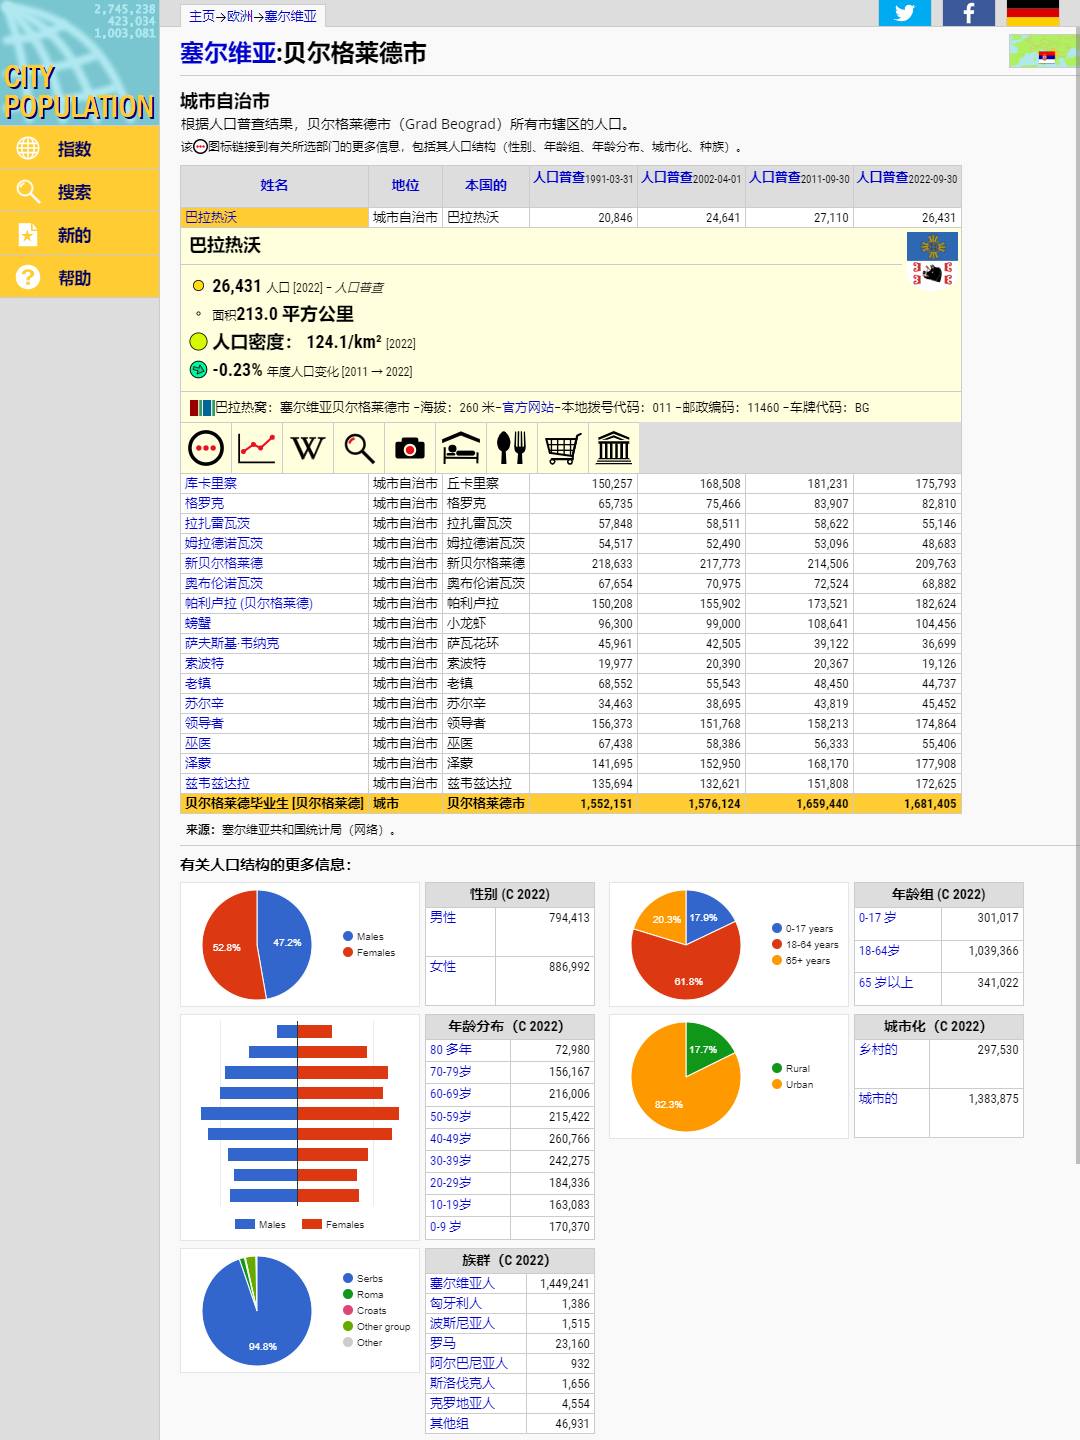 2,745,238
423,034
1,003,081
CITY
POPULATION
指数
搜索
新的
帮助
主页→欧洲→塞尔维亚
塞尔维亚:贝尔格莱德市
城市自治市
根据人口普查结果，贝尔格莱德市（Grad Beograd）所有市辖区的人口。
该图标链接到有关所选部门的更多信息，包括其人口结构（性别、年龄组、年龄分布、城市化、种族）。
姓名 地位 本国的 人口普查1991-03-31 人口普查2002-04-01 人口普查2011-09-30 人口普查2022-09-30
巴拉热沃 城市自治市 巴拉热沃 20,846 24,641 27,110 26,431
巴拉热沃
26,431 人口 [2022] – 人口普查
面积213.0 平方公里
人口密度： 124.1/km² [2022]
-0.23% 年度人口变化 [2011 → 2022]
巴拉热窝：塞尔维亚贝尔格莱德市 –海拔：260 米–官方网站–本地拨号代码：011 –邮政编码：11460 –车牌代码：BG
W
库卡里察 城市自治市 丘卡里察 150,257 168,508 181,231 175,793
格罗克 城市自治市 格罗克 65,735 75,466 83,907 82,810
拉扎雷瓦茨 城市自治市 拉扎雷瓦茨 57,848 58,511 58,622 55,146
姆拉德诺瓦茨 城市自治市 姆拉德诺瓦茨 54,517 52,490 53,096 48,683
新贝尔格莱德 城市自治市 新贝尔格莱德 218,633 217,773 214,506 209,763
奥布伦诺瓦茨 城市自治市 奥布伦诺瓦茨 67,654 70,975 72,524 68,882
帕利卢拉 (贝尔格莱德) 城市自治市 帕利卢拉 150,208 155,902 173,521 182,624
螃蟹 城市自治市 小龙虾 96,300 99,000 108,641 104,456
萨夫斯基·韦纳克 城市自治市 萨瓦花环 45,961 42,505 39,122 36,699
索波特 城市自治市 索波特 19,977 20,390 20,367 19,126
老镇 城市自治市 老镇 68,552 55,543 48,450 44,737
苏尔辛 城市自治市 苏尔辛 34,463 38,695 43,819 45,452
领导者 城市自治市 领导者 156,373 151,768 158,213 174,864
巫医 城市自治市 巫医 67,438 58,386 56,333 55,406
泽蒙 城市自治市 泽蒙 141,695 152,950 168,170 177,908
兹韦兹达拉 城市自治市 兹韦兹达拉 135,694 132,621 151,808 172,625
贝尔格莱德毕业生 [贝尔格莱德] 城市 贝尔格莱德市 1,552,151 1,576,124 1,659,440 1,681,405
来源：塞尔维亚共和国统计局（网络）。
有关人口结构的更多信息：
52.8% 47.2%
Males
Females
性别 (C 2022)
男性 794,413
女性 886,992
20.3% 17.9%
61.8%
0-17 years
18-64 years
65+ years
年龄组 (C 2022)
0-17 岁 301,017
18-64岁 1,039,366
65 岁以上 341,022
Males Females
年龄分布（C 2022）
80 多年 72,980
70-79岁 156,167
60-69岁 216,006
50-59岁 215,422
40-49岁 260,766
30-39岁 242,275
20-29岁 184,336
10-19岁 163,083
0-9 岁 170,370
17.7%
82.3%
Rural
Urban
城市化（C 2022）
乡村的 297,530
城市的 1,383,875
94.8%
Serbs
Roma
Croats
Other group
Other
族群（C 2022）
塞尔维亚人 1,449,241
匈牙利人 1,386
波斯尼亚人 1,515
罗马 23,160
阿尔巴尼亚人 932
斯洛伐克人 1,656
克罗地亚人 4,554
其他组 46,931